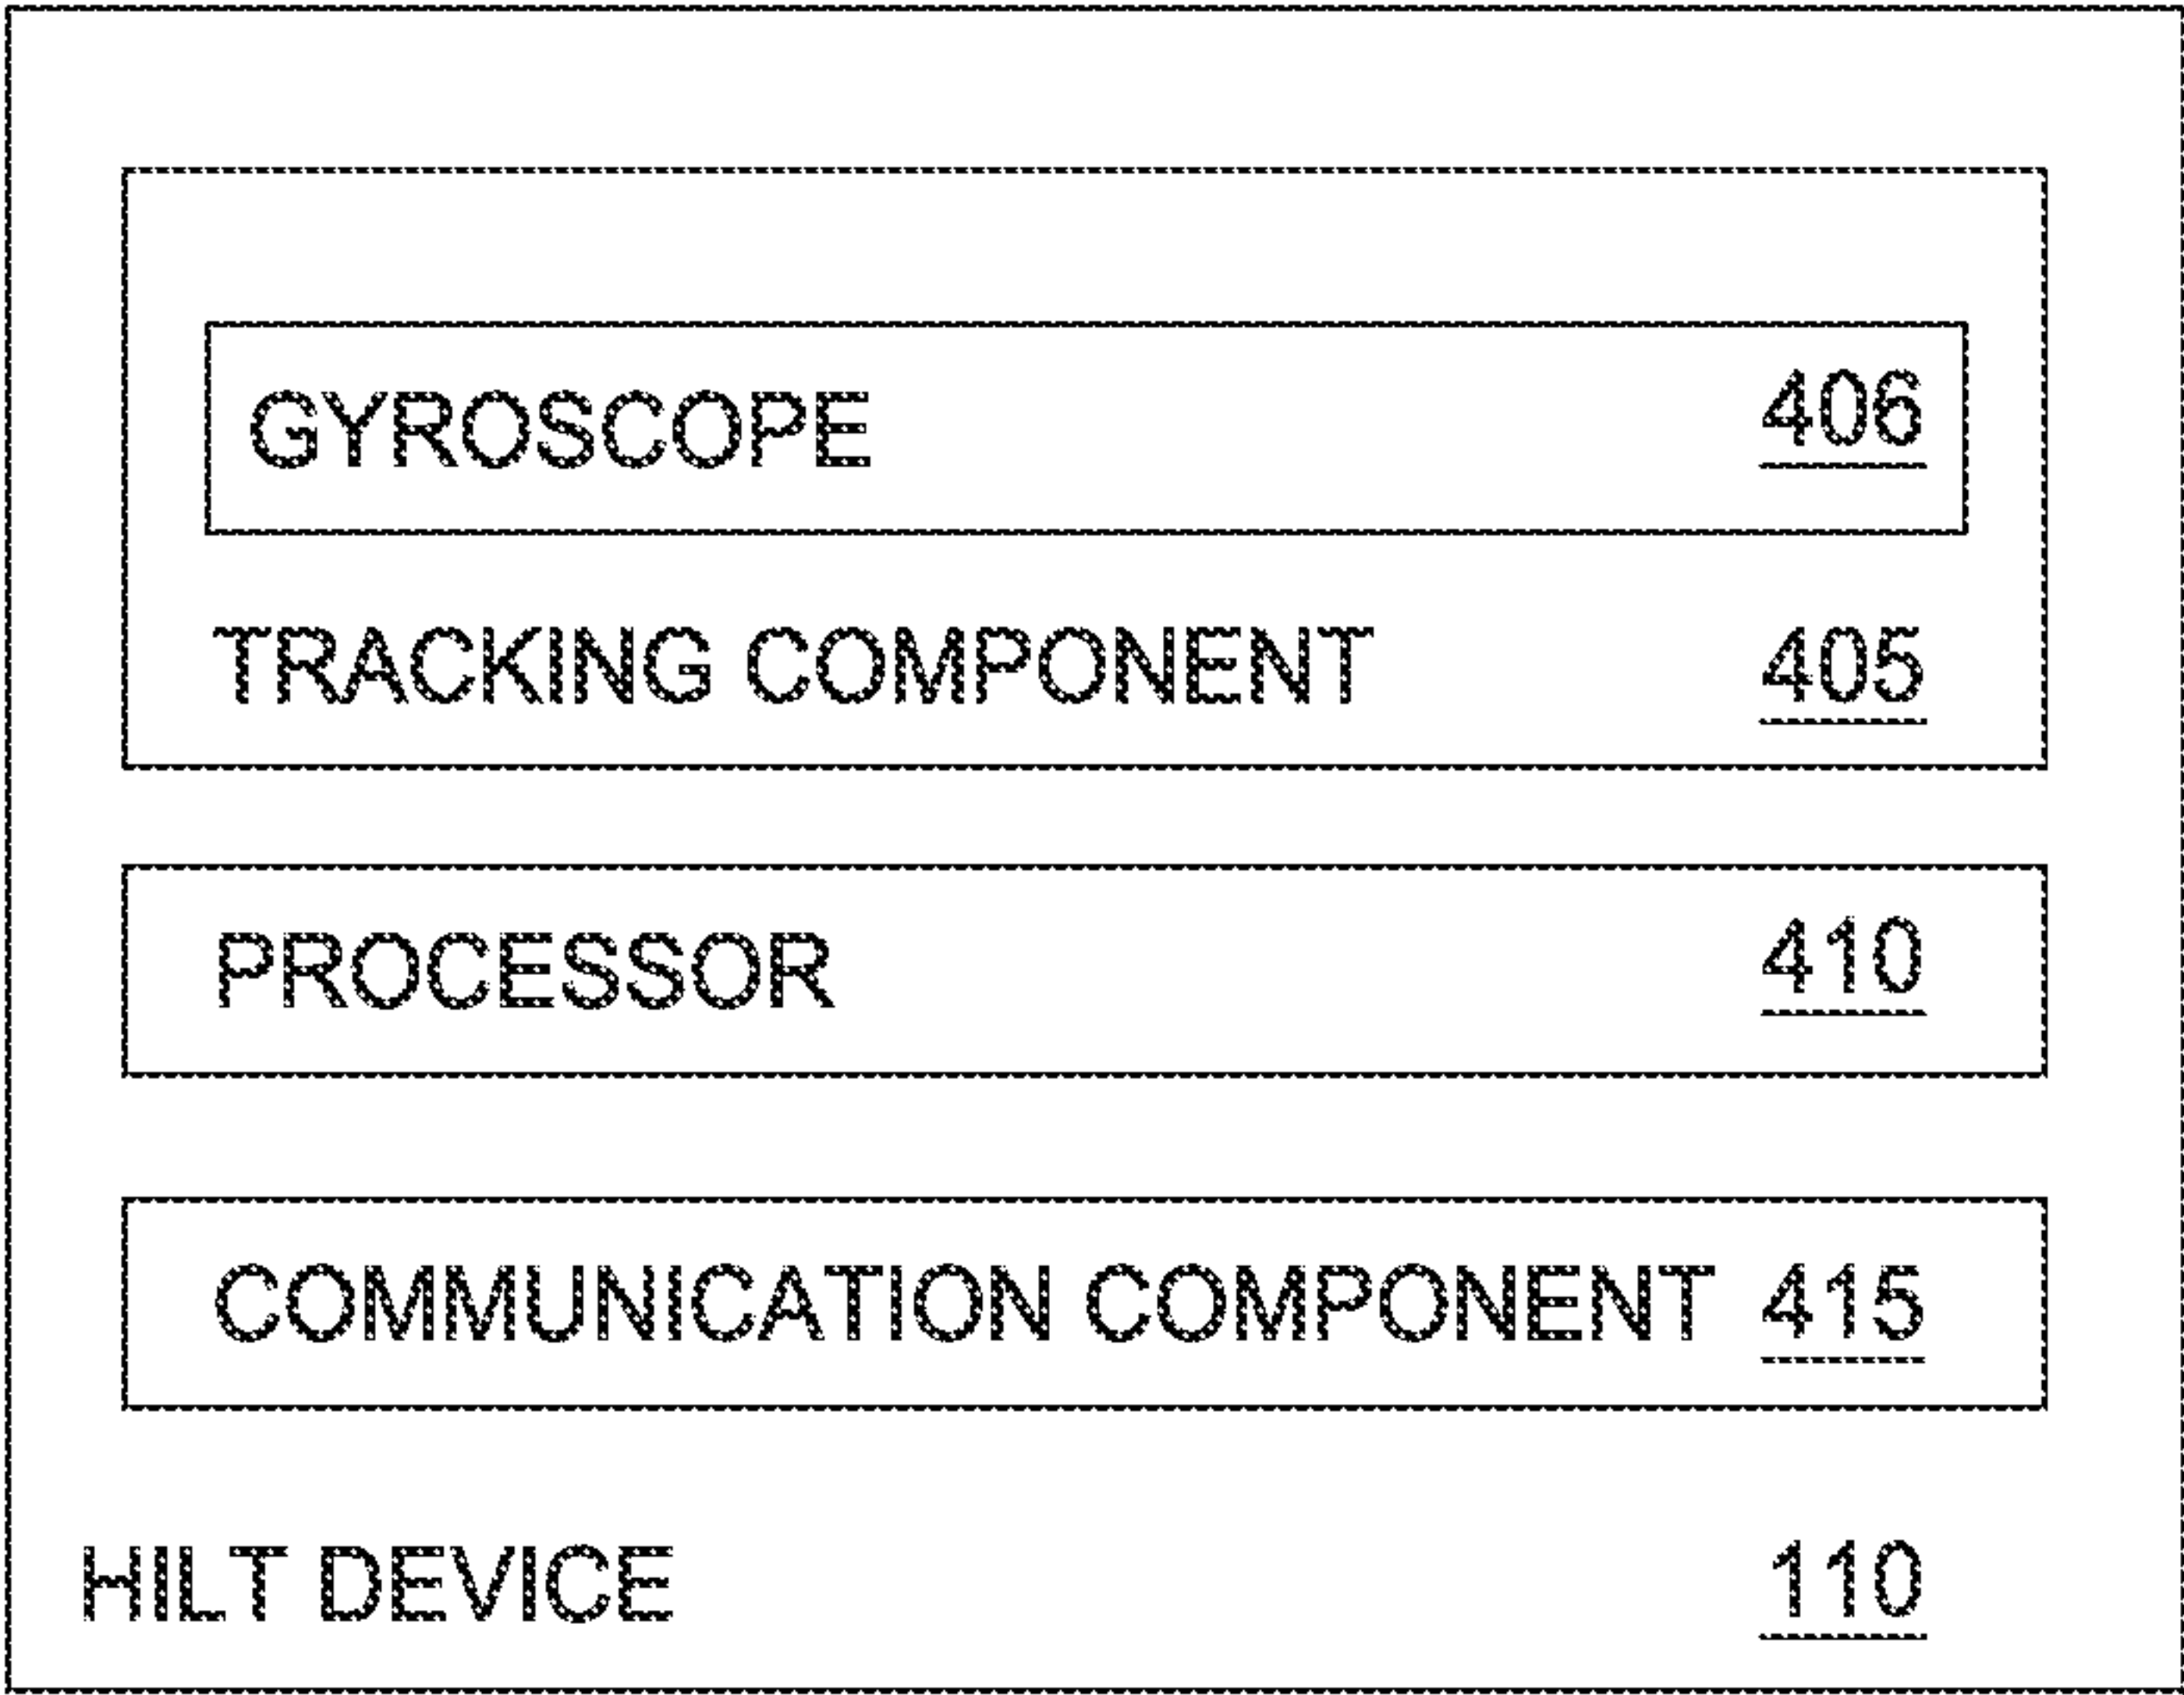 GYROSCOPE 406
TRACKING COMPONENT 405
PROCESSOR 410
COMMUNICATION COMPONENT 415
HILT DEVICE 110